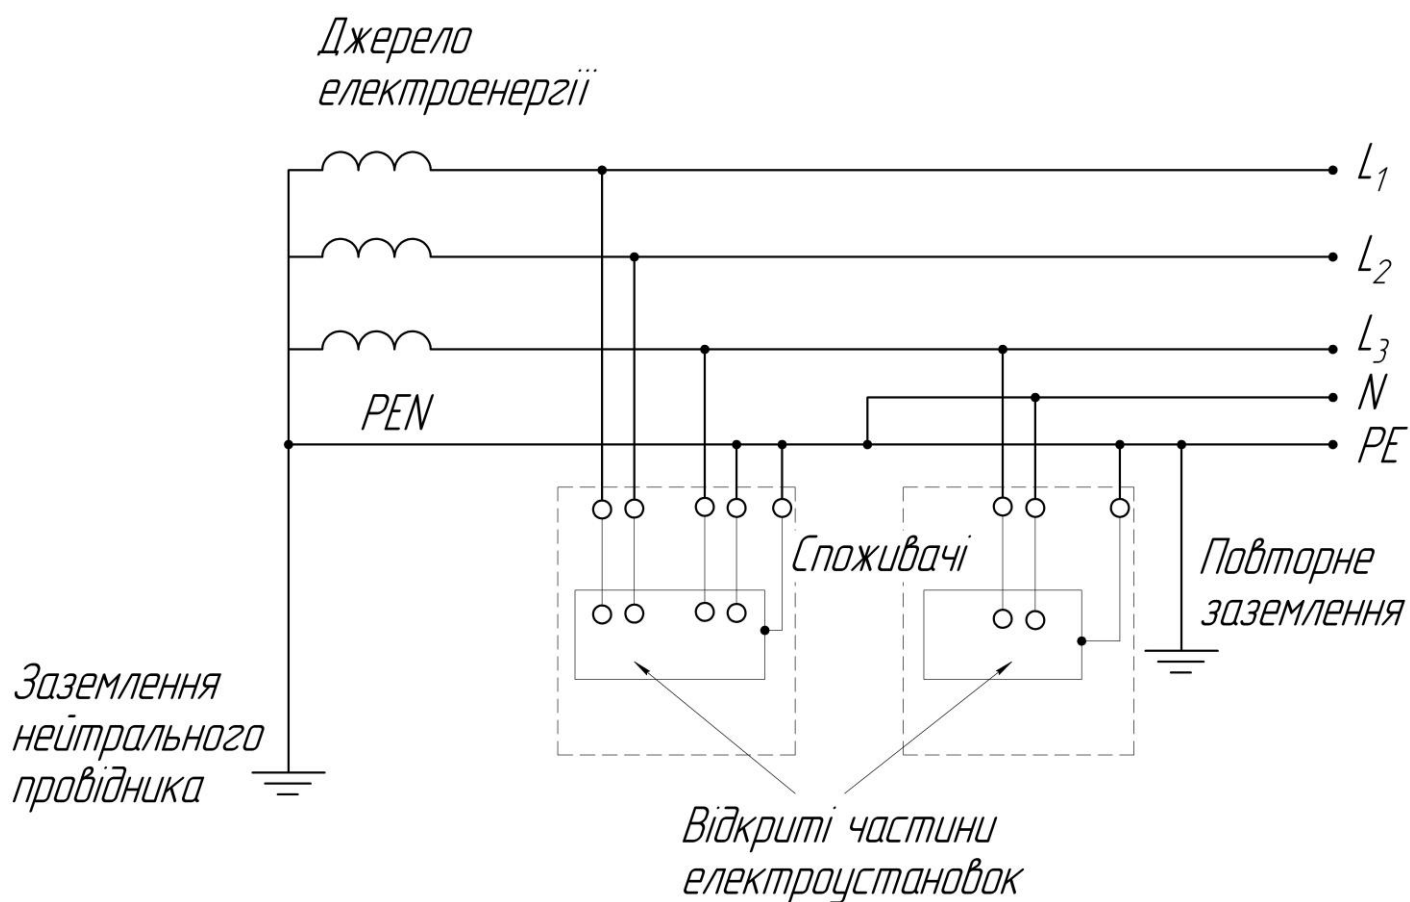 Джерело
електроенергії
L1
L2
L3
PEN
N
PE
Споживачі
Повторне
заземлення
Заземлення
нейтрального
провідника
Відкриті частини
електроустановок